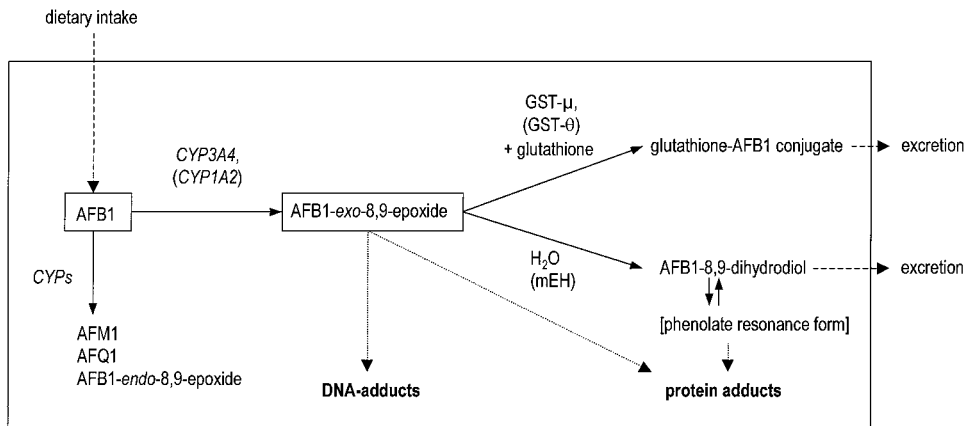 dietary intake
GST-μ,
(GST-θ)
+ glutathione
glutathione-AFB1 conjugate
excretion
CYP3A4,
(CYP1A2)
AFB1
AFB1-exo-8,9-epoxide
H₂O
(mEH)
AFB1-8,9-dihydrodiol
excretion
CYPs
[phenolate resonance form]
AFM1
AFQ1
AFB1-endo-8,9-epoxide
DNA-adducts
protein adducts